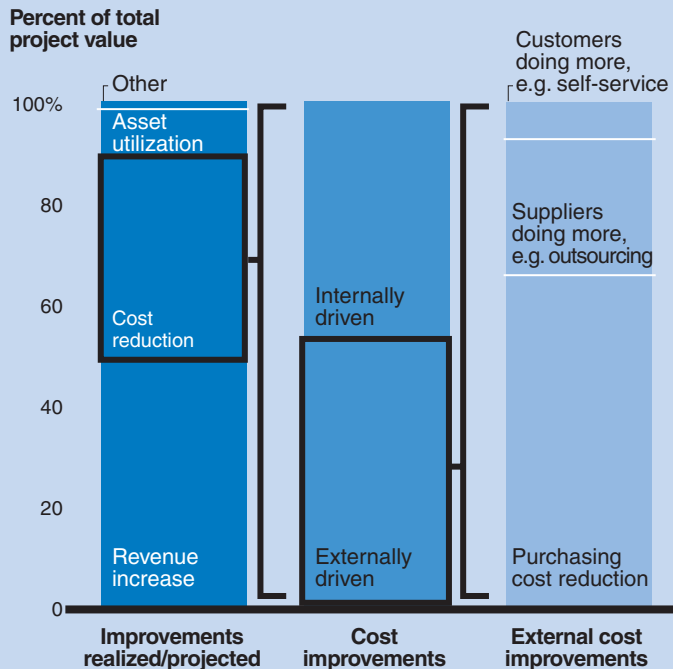 Percent of total
project value
Other
Customers
doing more,
e.g. self-service
100%
80
60
40
20
0
Asset
utilization
Cost
reduction
Revenue
increase
Internally
driven
Externally
driven
Suppliers
doing more,
e.g. outsourcing
Purchasing
cost reduction
Improvements
realized/projected
Cost
improvements
External cost
improvements